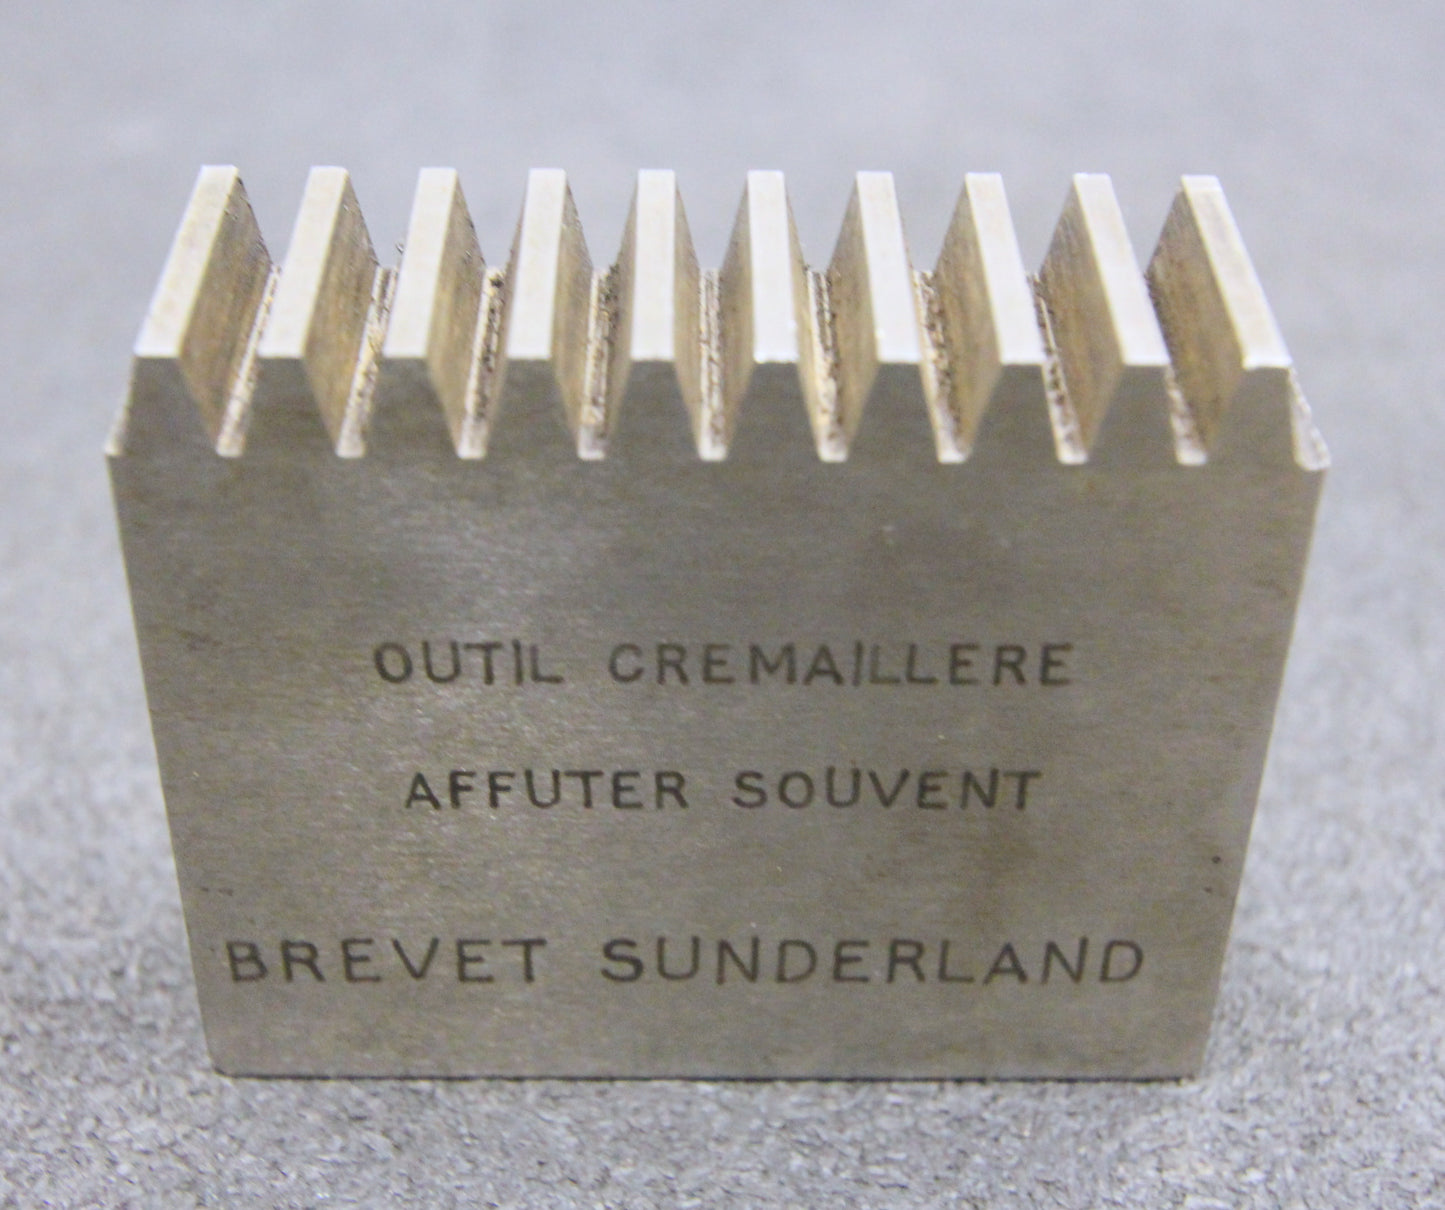 OUTIL CREMAILLERE
AFFUTER SOUVENT
BREVET SUNDERLAND